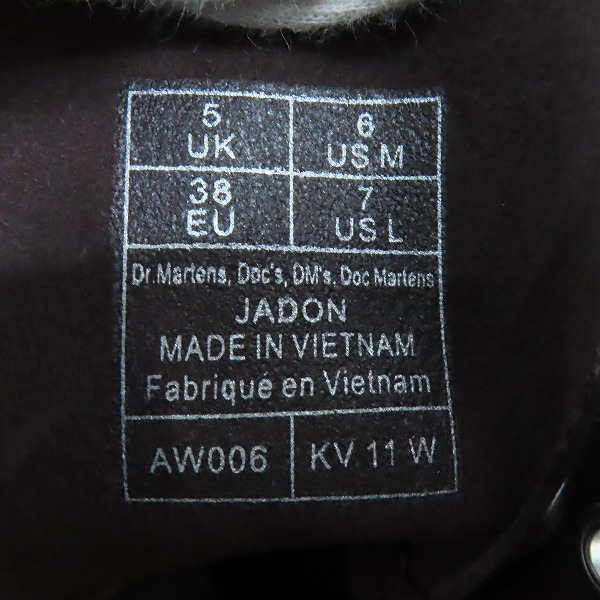 5
UK
6
US M
38
EU
7
US L
Dr.Martens, Doc's, DM's, Doc Martens
JADON
MADE IN VIETNAM
Fabriqué en Vietnam
AW006
KV 11 W